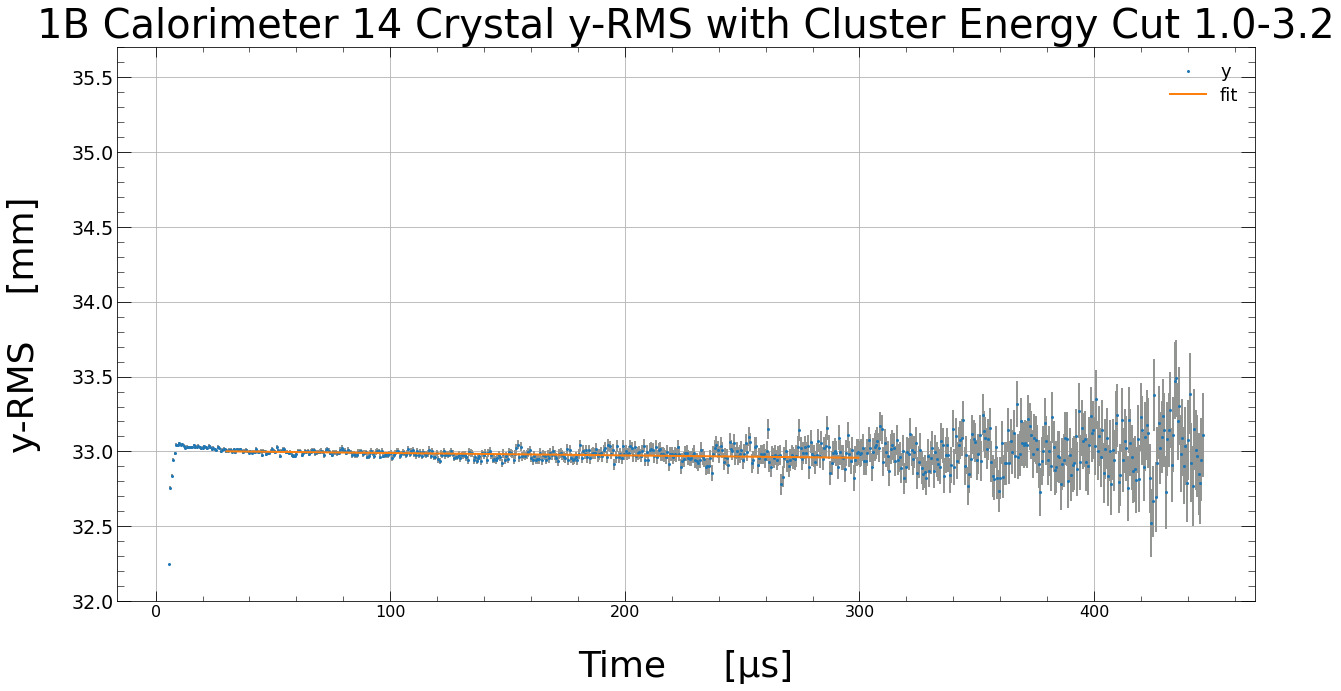 1B Calorimeter 14 Crystal y-RMS with Cluster Energy Cut 1.0-3.2
y
fit
35.5
35.0
34.5
34.0
33.5
33.0
32.5
32.0
y-RMS [mm]
0 100 200 300 400
Time [µs]